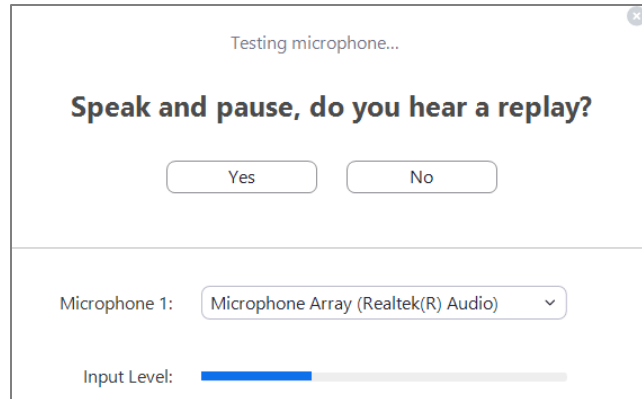 Testing microphone...
Speak and pause, do you hear a replay?
Yes No
Microphone 1: Microphone Array (Realtek(R) Audio)
Input Level: